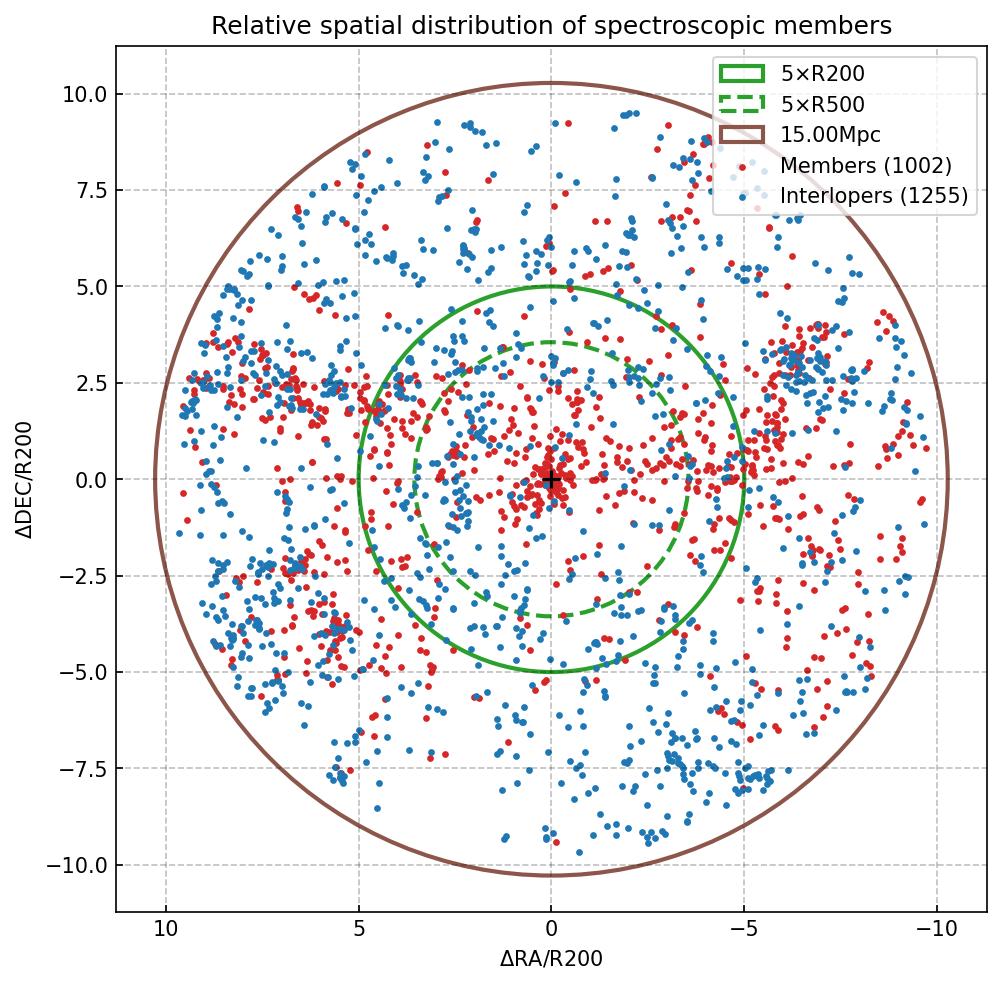 Relative spatial distribution of spectroscopic members
5×R200
5×R500
15.00Mpc
Members (1002)
Interlopers (1255)
ΔDEC/R200
10.0
7.5
5.0
2.5
0.0
−2.5
−5.0
−7.5
−10.0
10 5 0 −5 −10
ΔRA/R200